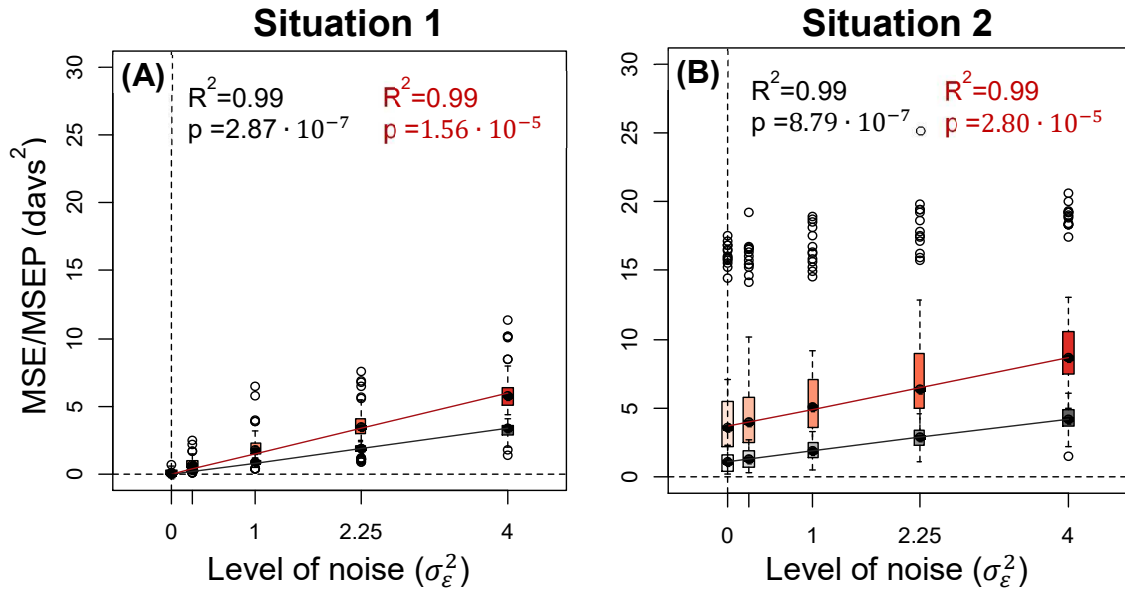 Situation 1
Situation 2
(A)
R²=0.99
p =2.87 · 10⁻⁷
R²=0.99
p =1.56 · 10⁻⁵
(B)
R²=0.99
p =8.79 · 10⁻⁷
R²=0.99
p =2.80 · 10⁻⁵
MSE/MSEP (davs²)
30
25
20
15
10
5
0
30
25
20
15
10
5
0
0
1
2.25
4
0
1
2.25
4
Level of noise (σ²ε)
Level of noise (σ²ε)